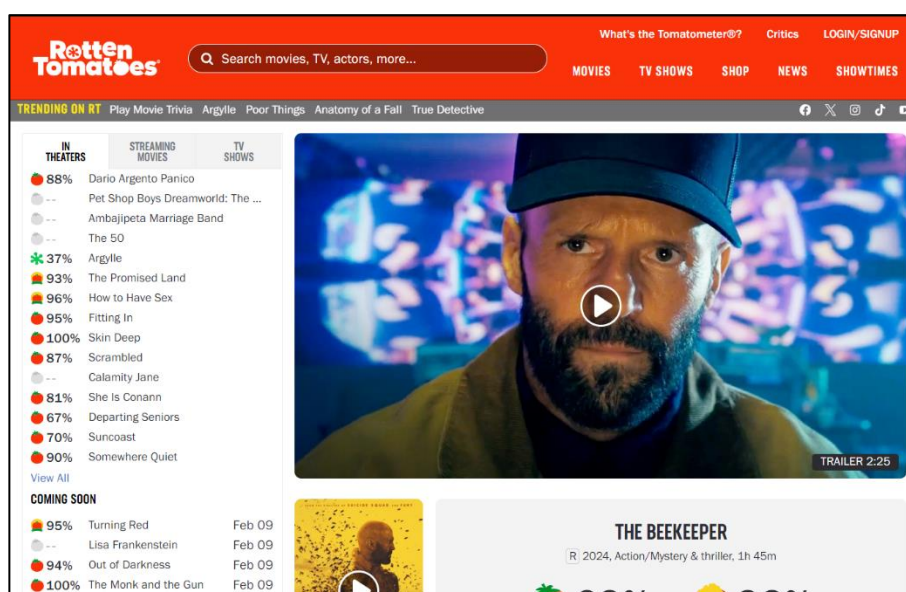 What's the Tomatometer®? Critics LOGIN/SIGNUP
Rotten
Tomatoes
Search movies, TV, actors, more...
MOVIES TV SHOWS SHOP NEWS SHOWTIMES
TRENDING ON RT Play Movie Trivia Argylle Poor Things Anatomy of a Fall True Detective
IN THEATERS
STREAMING MOVIES
TV SHOWS
88% Dario Argento Panico
-- Pet Shop Boys Dreamworld: The ...
-- Ambajipeta Marriage Band
-- The 50
37% Argylle
93% The Promised Land
96% How to Have Sex
95% Fitting In
100% Skin Deep
87% Scrambled
-- Calamity Jane
81% She Is Conann
67% Departing Seniors
70% Suncoast
90% Somewhere Quiet
View All
COMING SOON
95% Turning Red Feb 09
-- Lisa Frankenstein Feb 09
94% Out of Darkness Feb 09
100% The Monk and the Gun Feb 09
TRAILER 2:25
THE BEEKEEPER
R 2024, Action/Mystery & thriller, 1h 45m